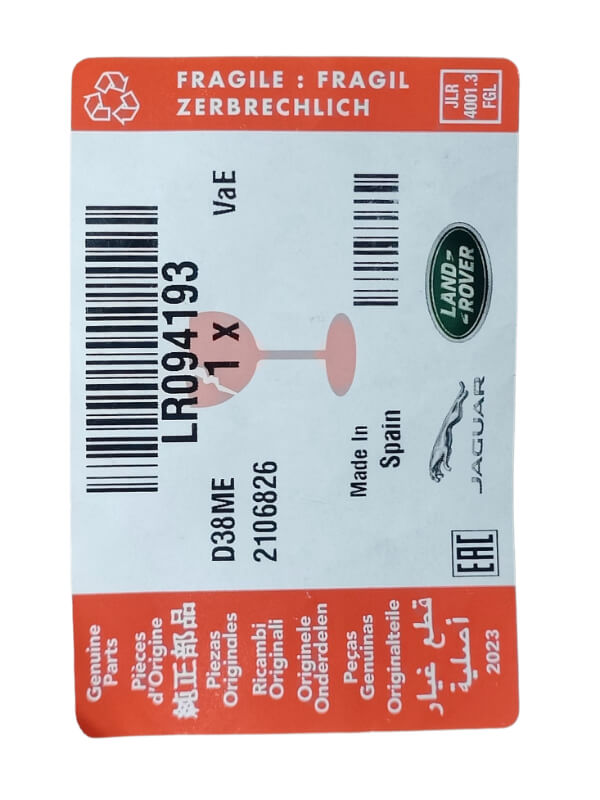 FRAGILE : FRAGIL
ZERBRECHLICH
JLR
4001.3
FGL
LR094193
1 x
VaE
D38ME
2106826
Made In
Spain
LAND-
-ROVER
JAGUAR
EAC
Genuine
Parts
Pièces
d'Origine
純正部品
Piezas
Originales
Ricambi
Originali
Originele
Onderdelen
Peças
Genuinas
Originalteile
قطع غيار
أصلية
2023